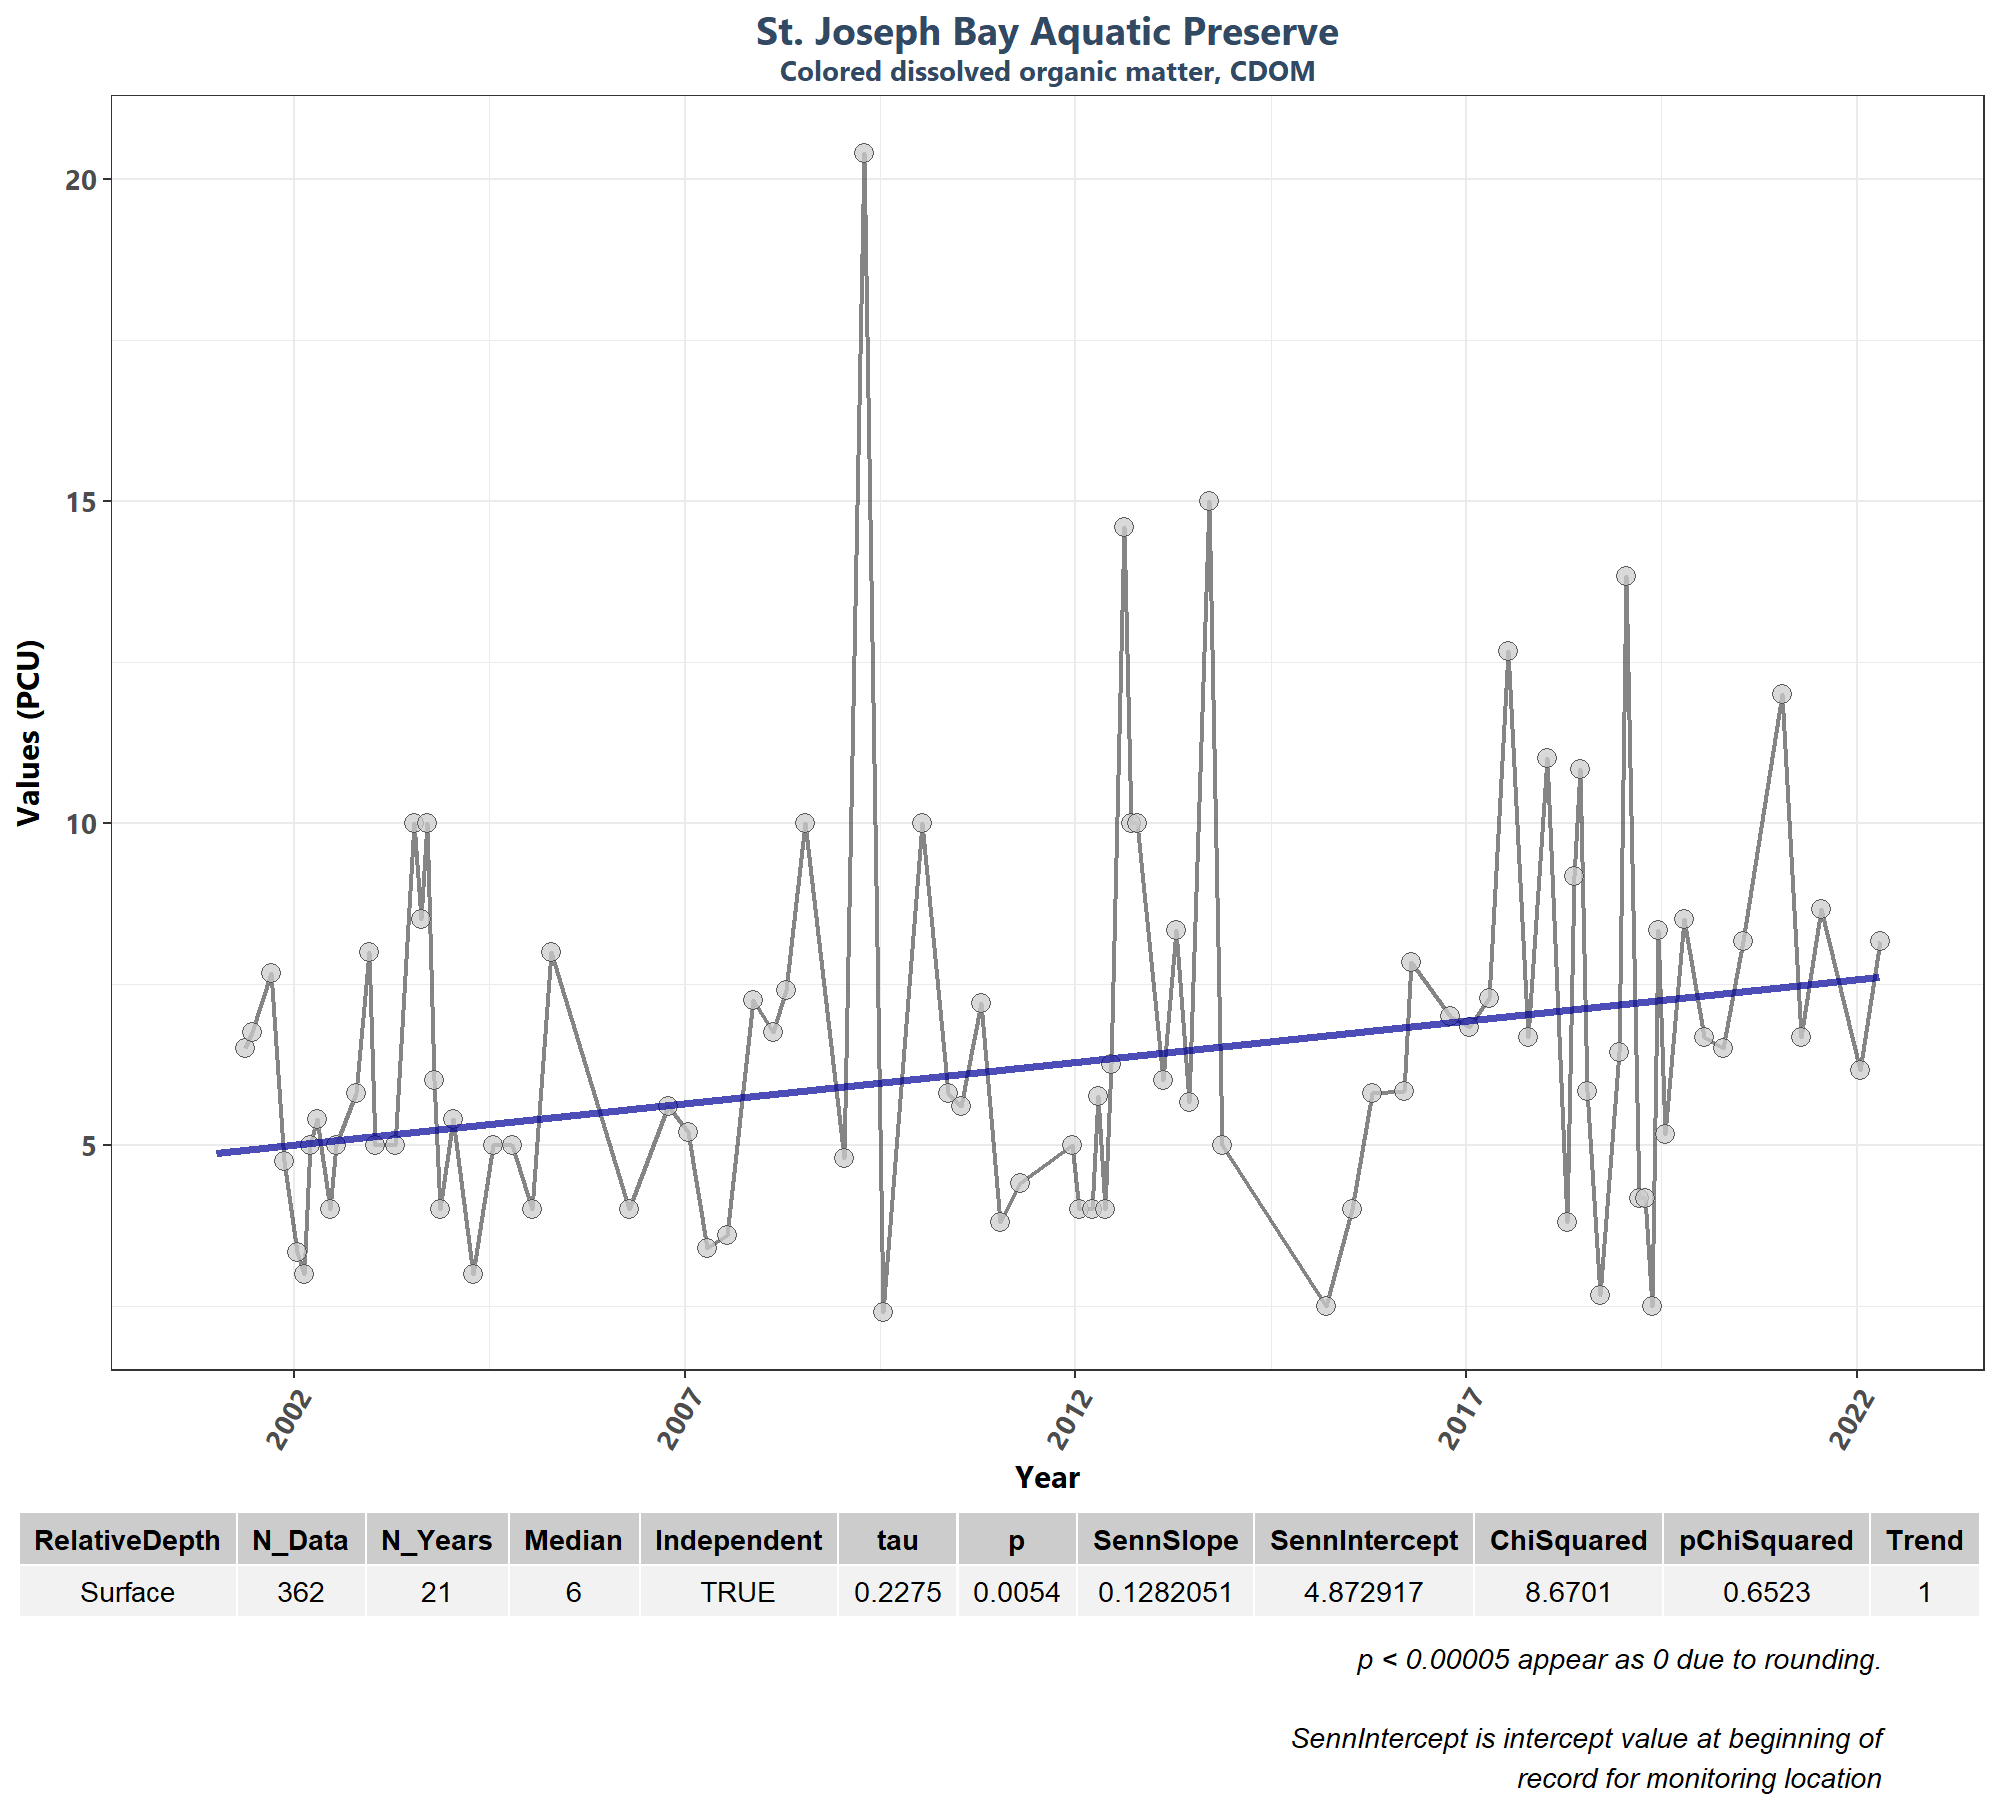 St. Joseph Bay Aquatic Preserve
Colored dissolved organic matter, CDOM
20
15
10
5
Values (PCU)
2002
2007
2012
2017
2022
Year
RelativeDepth N_Data N_Years Median Independent tau p SennSlope SennIntercept ChiSquared pChiSquared Trend
Surface 362 21 6 TRUE 0.2275 0.0054 0.1282051 4.872917 8.6701 0.6523 1
p < 0.00005 appear as 0 due to rounding.
SennIntercept is intercept value at beginning of
record for monitoring location